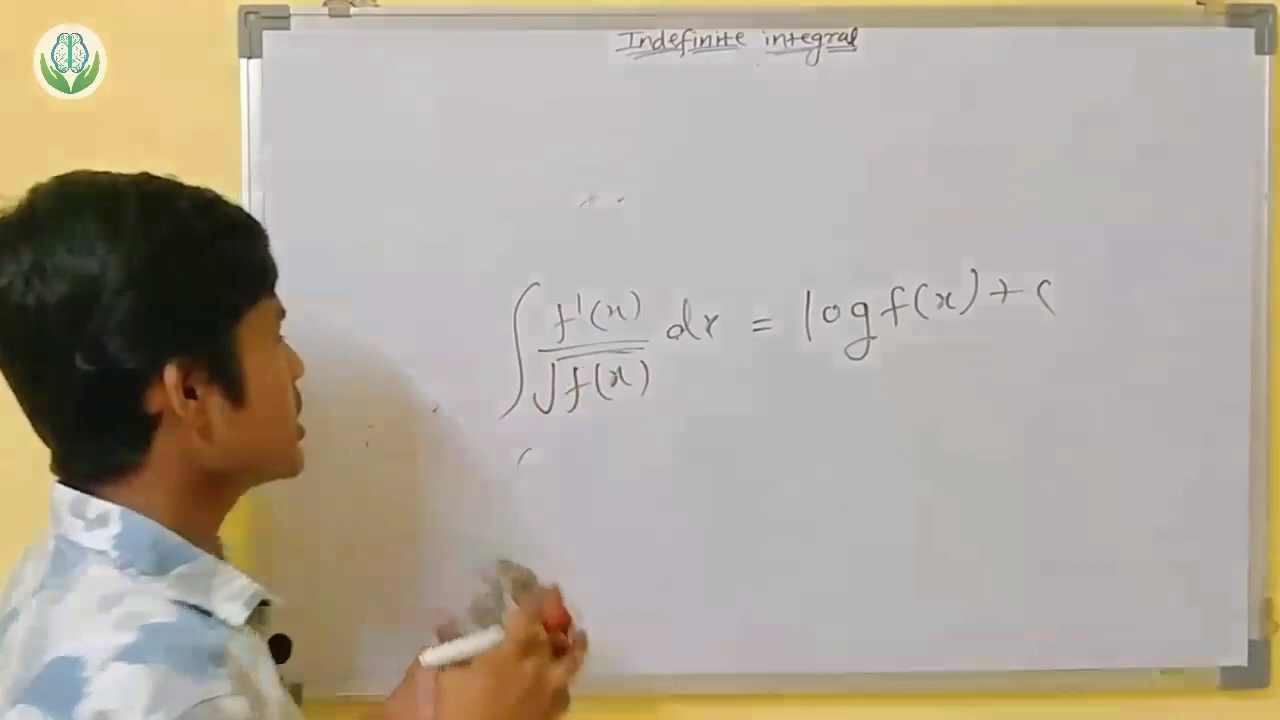 Indefinite integral
∫ f'(x)/√f(x) dx = log f(x) + c